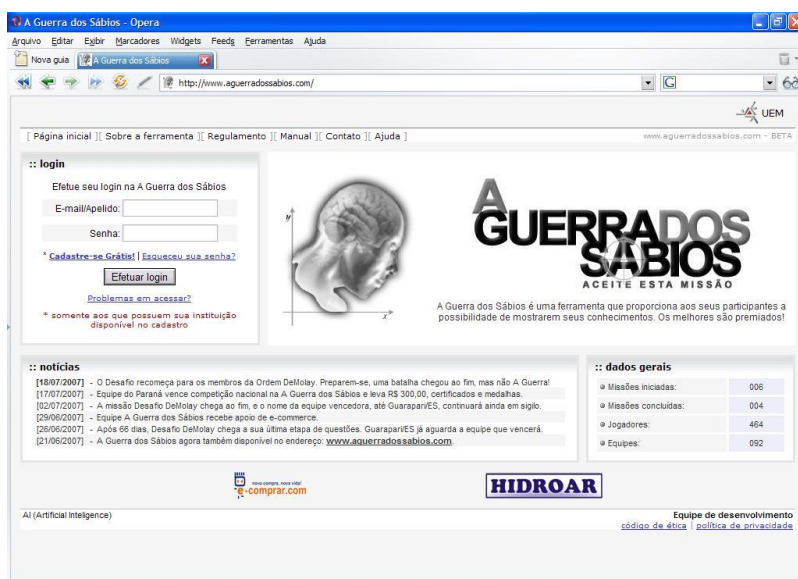 A Guerra dos Sábios - Opera
Arquivo Editar Exibir Marcadores Widgets Feeds Ferramentas Ajuda
Nova guia A Guerra dos Sábios
http://www.aguerradossabios.com/
UEM
[ Página inicial ][ Sobre a ferramenta ][ Regulamento ][ Manual ][ Contato ][ Ajuda ]
www.aguerradossabios.com - BETA
:: login
Efetue seu login na A Guerra dos Sábios
E-mail/Apelido:
Senha:
* Cadastre-se Grátis! | Esqueceu sua senha?
Efetuar login
Problemas em acessar?
* somente aos que possuem sua instituição
disponível no cadastro
y
x
A
GUERRA DOS
SÁBIOS
ACEITE ESTA MISSÃO
A Guerra dos Sábios é uma ferramenta que proporciona aos seus participantes a
possibilidade de mostrarem seus conhecimentos. Os melhores são premiados!
:: notícias
[18/07/2007] - O Desafio recomeça para os membros da Ordem DeMolay. Preparem-se, uma batalha chegou ao fim, mas não A Guerra!
[17/07/2007] - Equipe do Paraná vence competição nacional na A Guerra dos Sábios e leva R$ 300,00, certificados e medalhas.
[02/07/2007] - A missão Desafio DeMolay chega ao fim, e o nome da equipe vencedora, até Guarapari/ES, continuará ainda em sigilo.
[29/06/2007] - Equipe A Guerra dos Sábios recebe apoio de e-commerce.
[26/06/2007] - Após 66 dias, Desafio DeMolay chega a sua última etapa de questões. Guarapari/ES já aguarda a equipe que vencerá.
[21/06/2007] - A Guerra dos Sábios agora também disponível no endereço: www.aguerradossabios.com.
:: dados gerais
Missões iniciadas: 006
Missões concluídas: 004
Jogadores: 464
Equipes: 092
novo compra, nova vida!
e-comprar.com
HIDROAR
AI (Artificial Inteligence)
Equipe de desenvolvimento
código de ética | política de privacidade